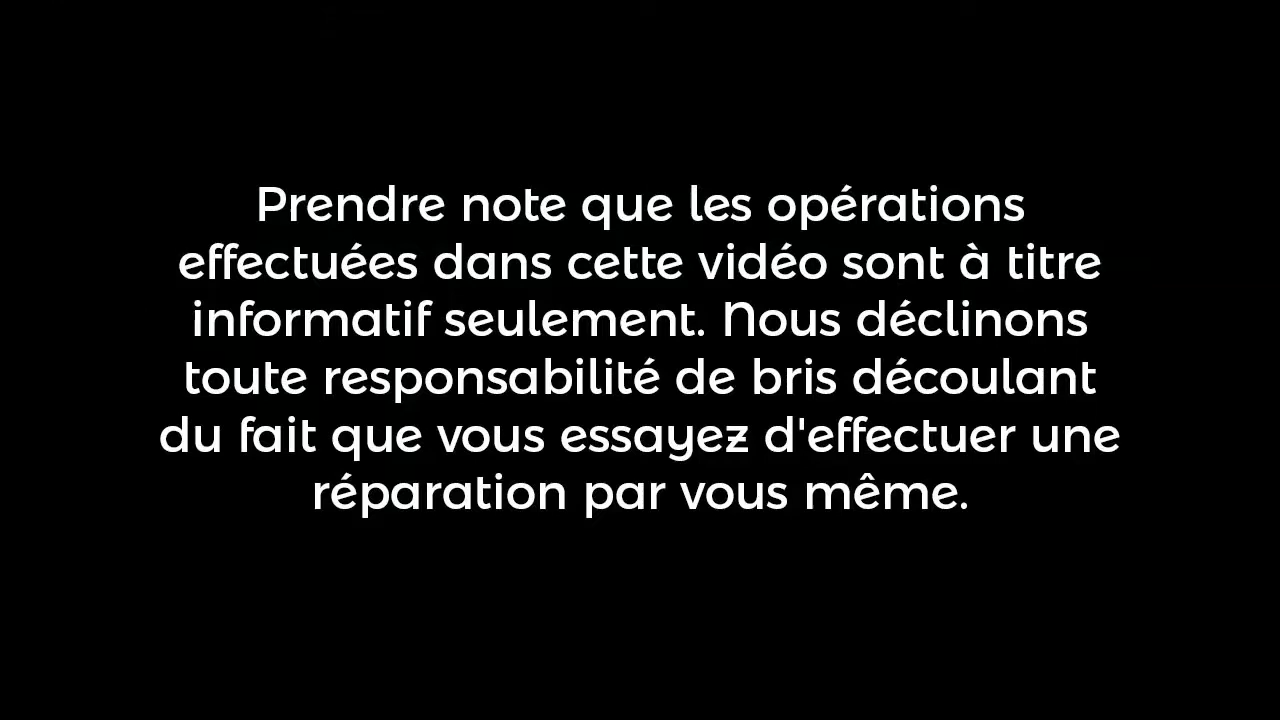 Prendre note que les opérations
effectuées dans cette vidéo sont à titre
informatif seulement. Nous déclinons
toute responsabilité de bris découlant
du fait que vous essayez d'effectuer une
réparation par vous même.